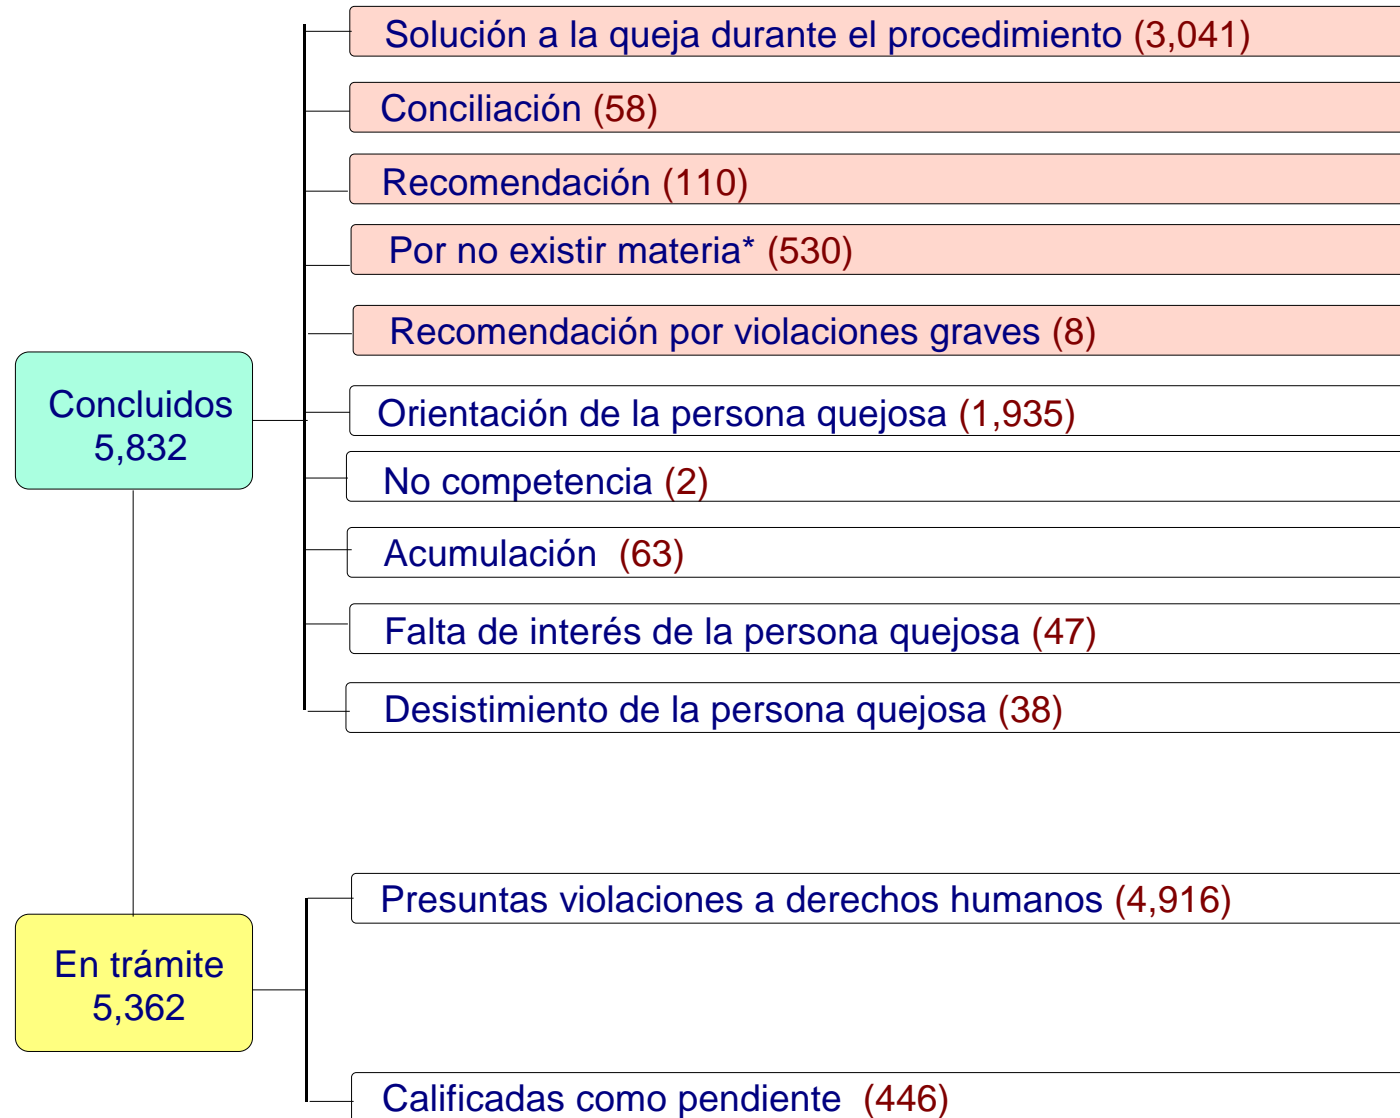 Solución a la queja durante el procedimiento (3,041)
Conciliación (58)
Recomendación (110)
Por no existir materia* (530)
Recomendación por violaciones graves (8)
Concluidos
5,832
Orientación de la persona quejosa (1,935)
No competencia (2)
Acumulación (63)
Falta de interés de la persona quejosa (47)
Desistimiento de la persona quejosa (38)
Presuntas violaciones a derechos humanos (4,916)
En trámite
5,362
Calificadas como pendiente (446)